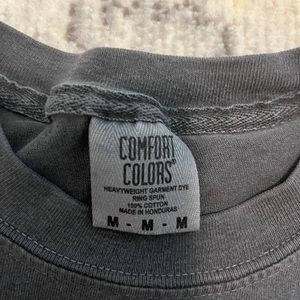 COMFORT
COLORS®
HEAVYWEIGHT GARMENT DYE
RING SPUN
100% COTTON
MADE IN HONDURAS
M - M - M